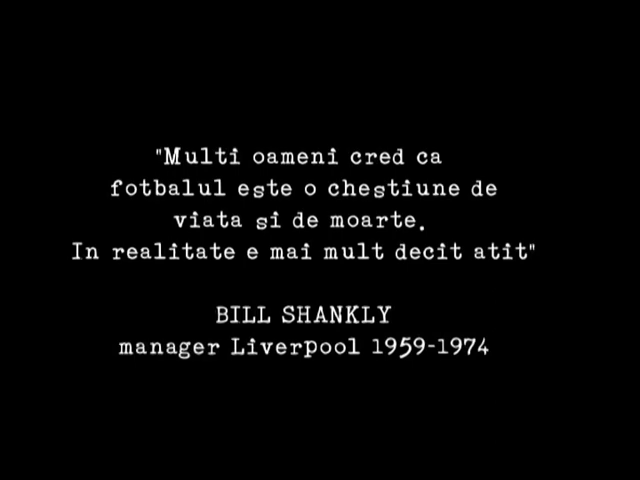 "Multi oameni cred ca
fotbalul este o chestiune de
viata si de moarte.
In realitate e mai mult decit atit"
BILL SHANKLY
manager Liverpool 1959-1974